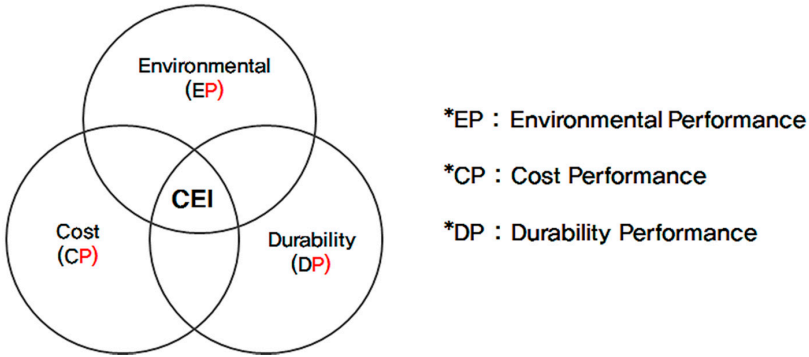 Environmental
(EP)
CEI
Cost
(CP)
Durability
(DP)
*EP : Environmental Performance
*CP : Cost Performance
*DP : Durability Performance